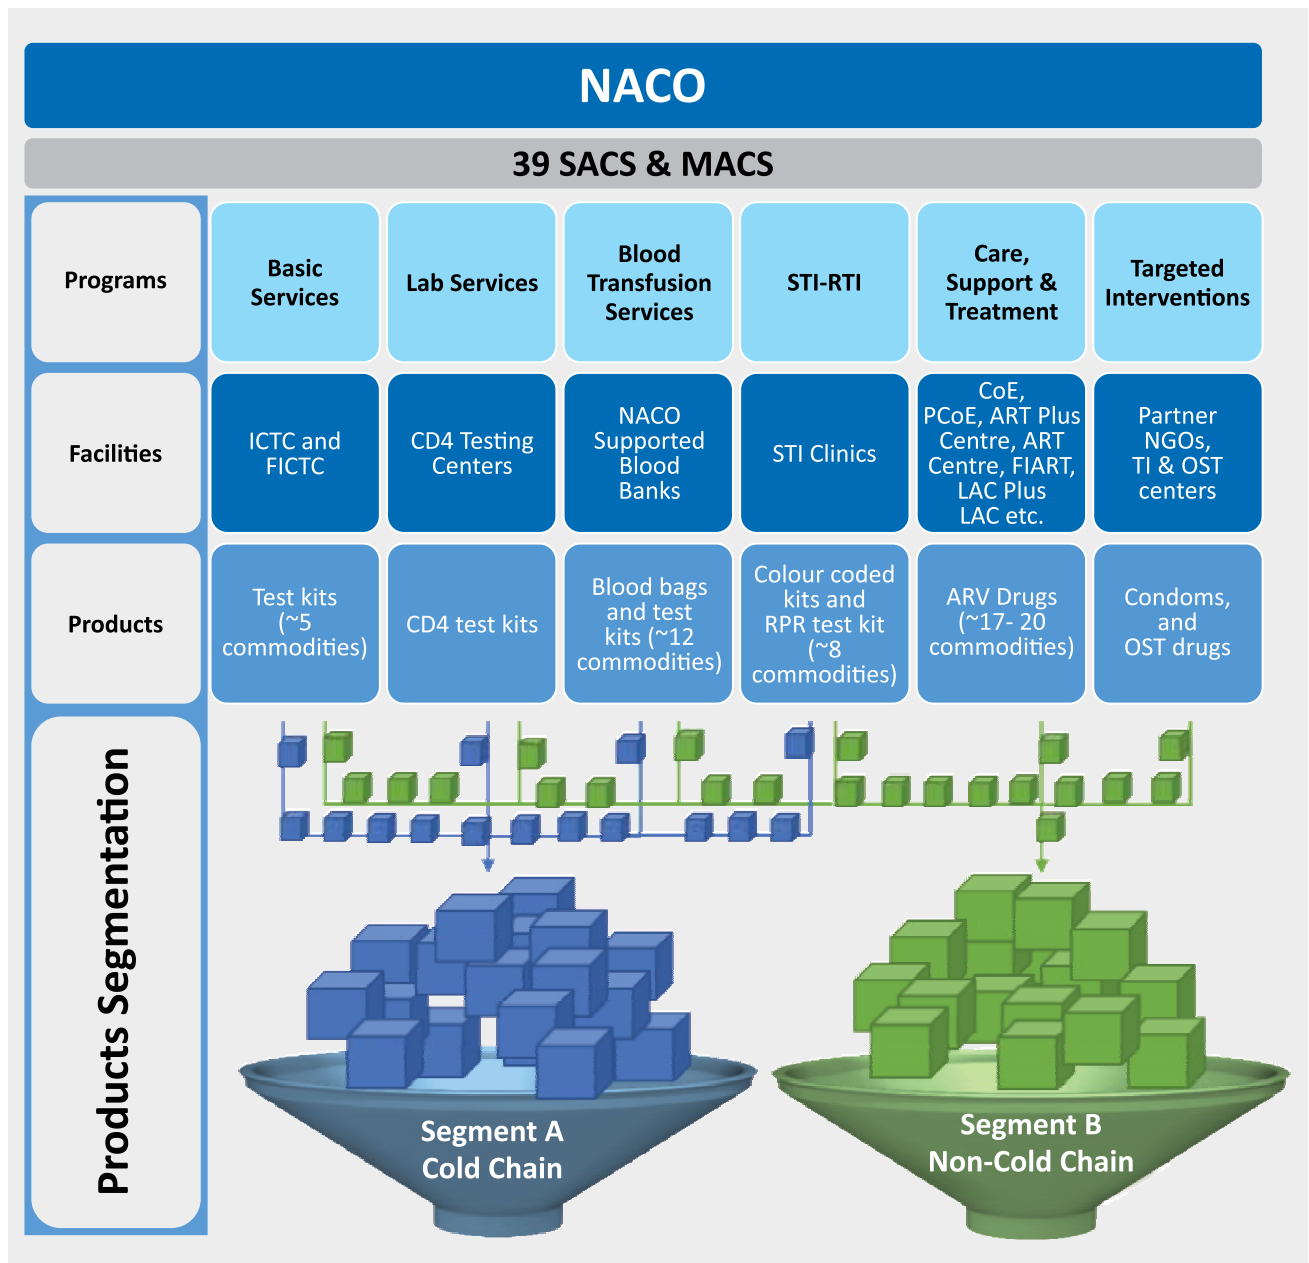 NACO
39 SACS & MACS
Programs
Basic
Services
Lab Services
Blood
Transfusion
Services
STI-RTI
Care,
Support &
Treatment
Targeted
Interventions
Facilities
ICTC and
FICTC
CD4 Testing
Centers
NACO
Supported
Blood
Banks
STI Clinics
CoE,
PCoE, ART Plus
Centre, ART
Centre, FIART,
LAC Plus
LAC etc.
Partner
NGOs,
TI & OST
centers
Products
Test kits
(~5
commodities)
CD4 test kits
Blood bags
and test
kits (~12
commodities)
Colour coded
kits and
RPR test kit
(~8
commodities)
ARV Drugs
(~17- 20
commodities)
Condoms,
and
OST drugs
Products Segmentation
Segment A
Cold Chain
Segment B
Non-Cold Chain